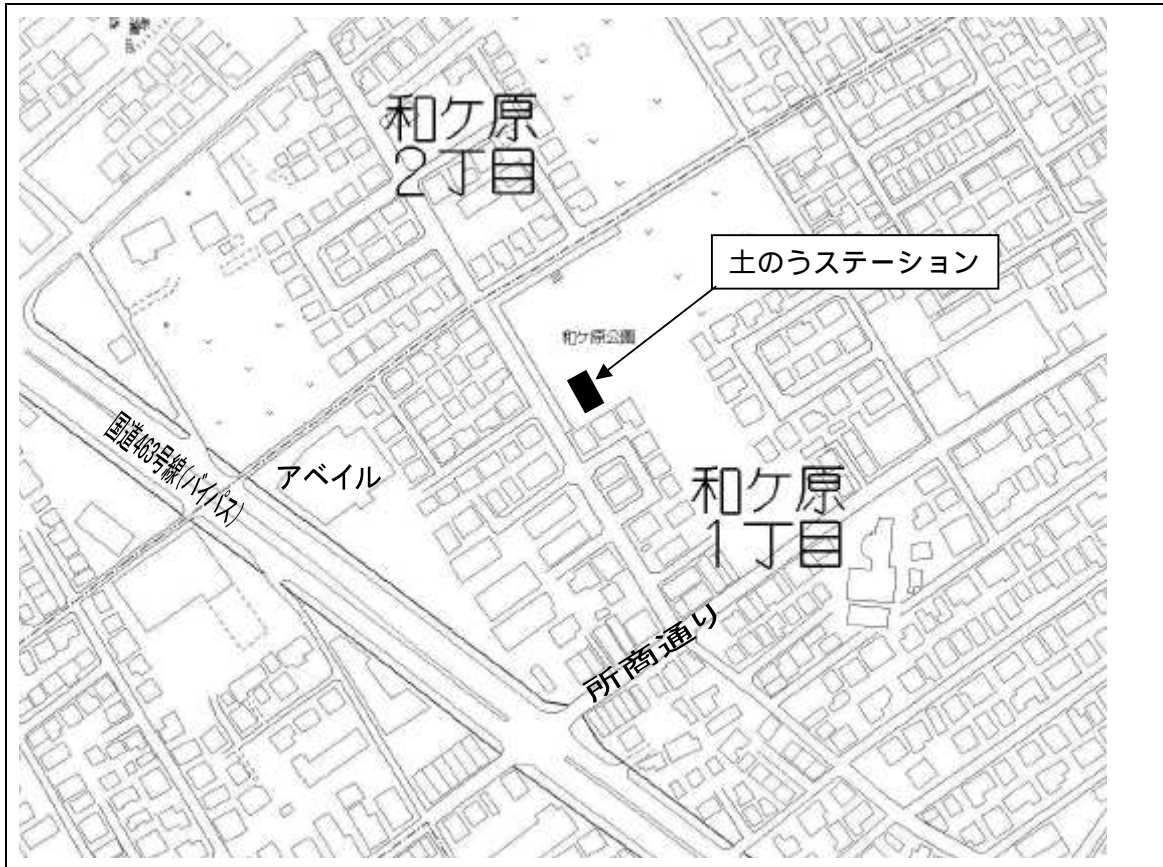 和ケ原
2丁目
土のうステーション
和ケ原公園
国道463号線(バイパス)
アベイル
和ケ原
1丁目
所商通り